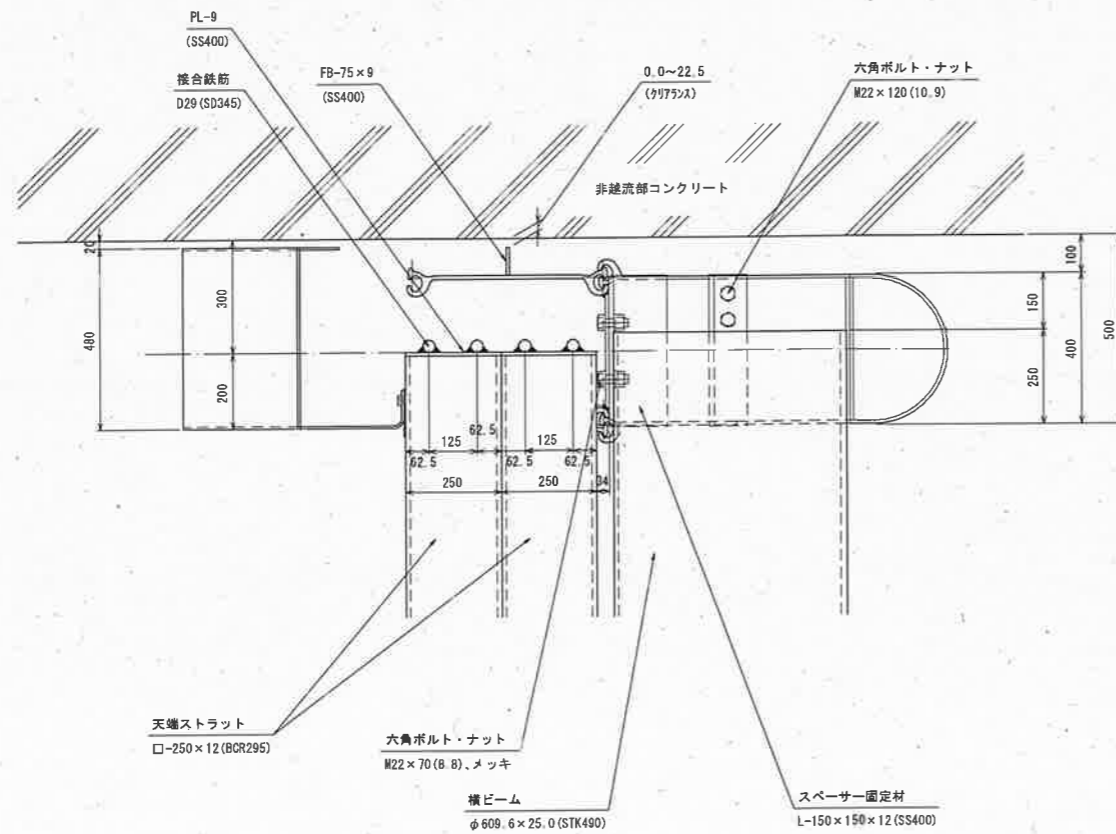 PL-9
(SS400)
接合鉄筋
D29(SD345)
FB-75×9
(SS400)
0.0～22.5
(クリアランス)
六角ボルト・ナット
M22×120(10.9)
非越流部コンクリート
20
480
300
200
100
150
400
250
500
62.5
125
125
62.5
62.5
62.5
250
250
34
天端ストラット
□-250×12(BCR295)
六角ボルト・ナット
M22×70(8.8)、メッキ
横ビーム
φ609.6×25.0(STK490)
スペーサー固定材
L-150×150×12(SS400)